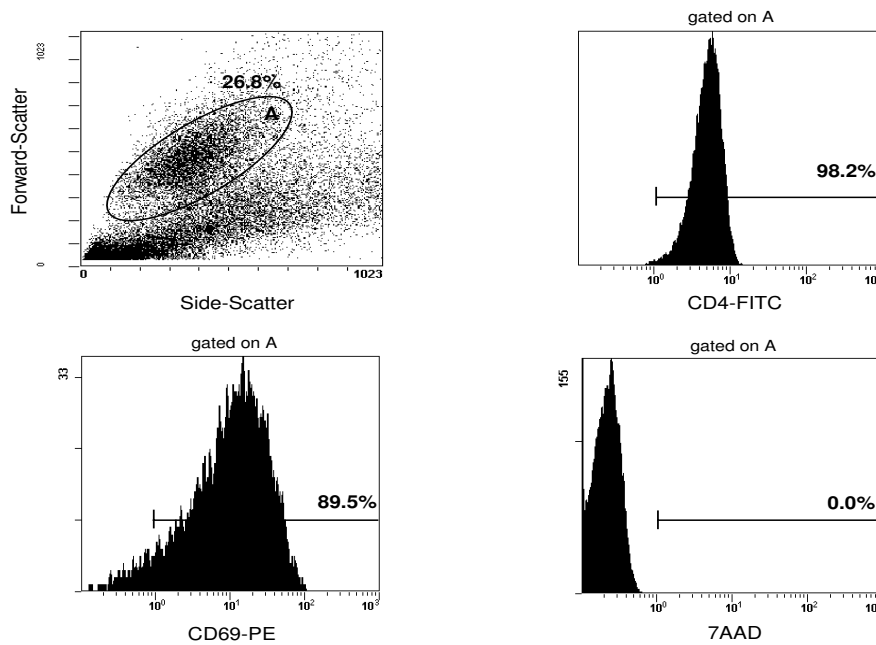 1023
26.8%
A
Forward-Scatter
0
0
1023
Side-Scatter
gated on A
98.2%
10⁰
10¹
10²
CD4-FITC
gated on A
33
89.5%
10⁰
10¹
10²
10³
CD69-PE
gated on A
155
0.0%
10⁰
10¹
10²
7AAD